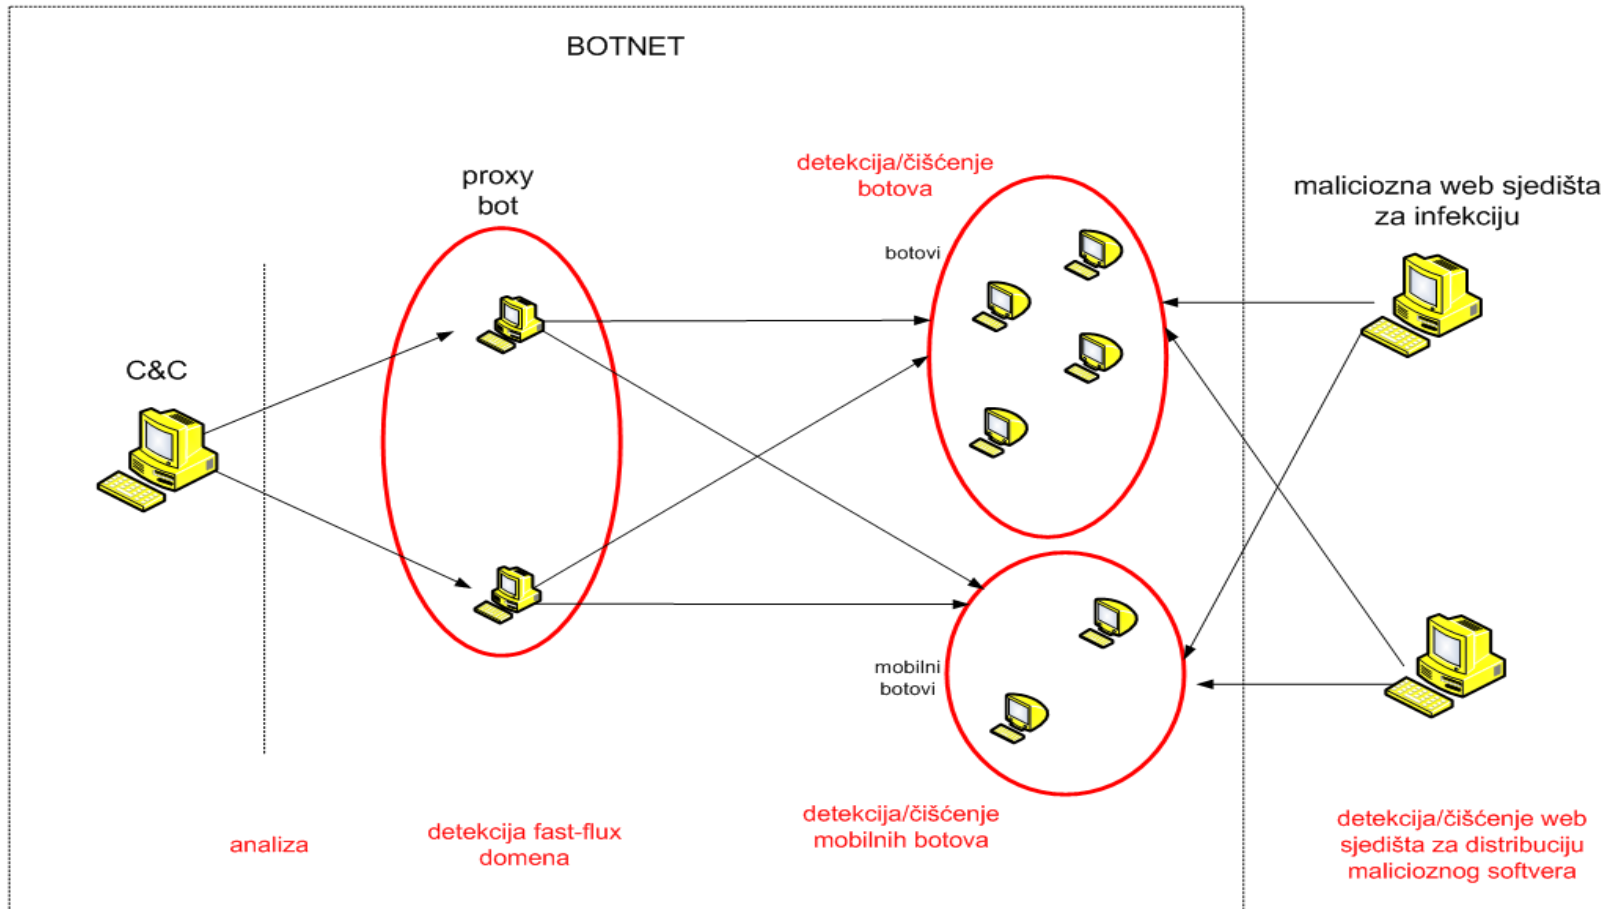 BOTNET
detekcija/čišćenje
botova
proxy
bot
maliciozna web sjedišta
za infekciju
botovi
C&C
mobilni
botovi
detekcija/čišćenje
mobilnih botova
detekcija fast-flux
domena
analiza
detekcija/čišćenje web
sjedišta za distribuciju
malicioznog softvera